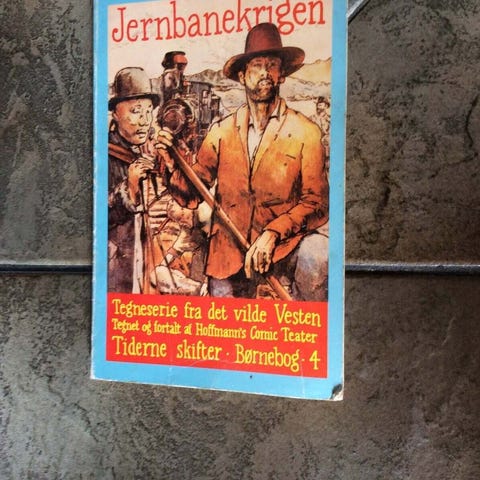 Jernbanekrigen
Tegneserie fra det vilde Vesten
Tegnet og fortalt af Hoffmann's Comic Teater
Tiderne skifter · Børnebog · 4